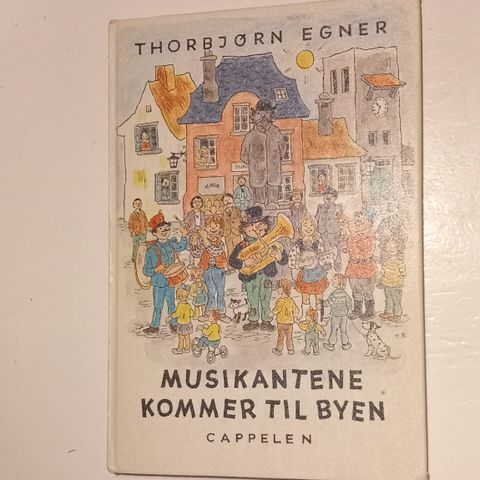 THORBJØRN EGNER
MUSIKANTENE
KOMMER TIL BYEN
CAPPELEN